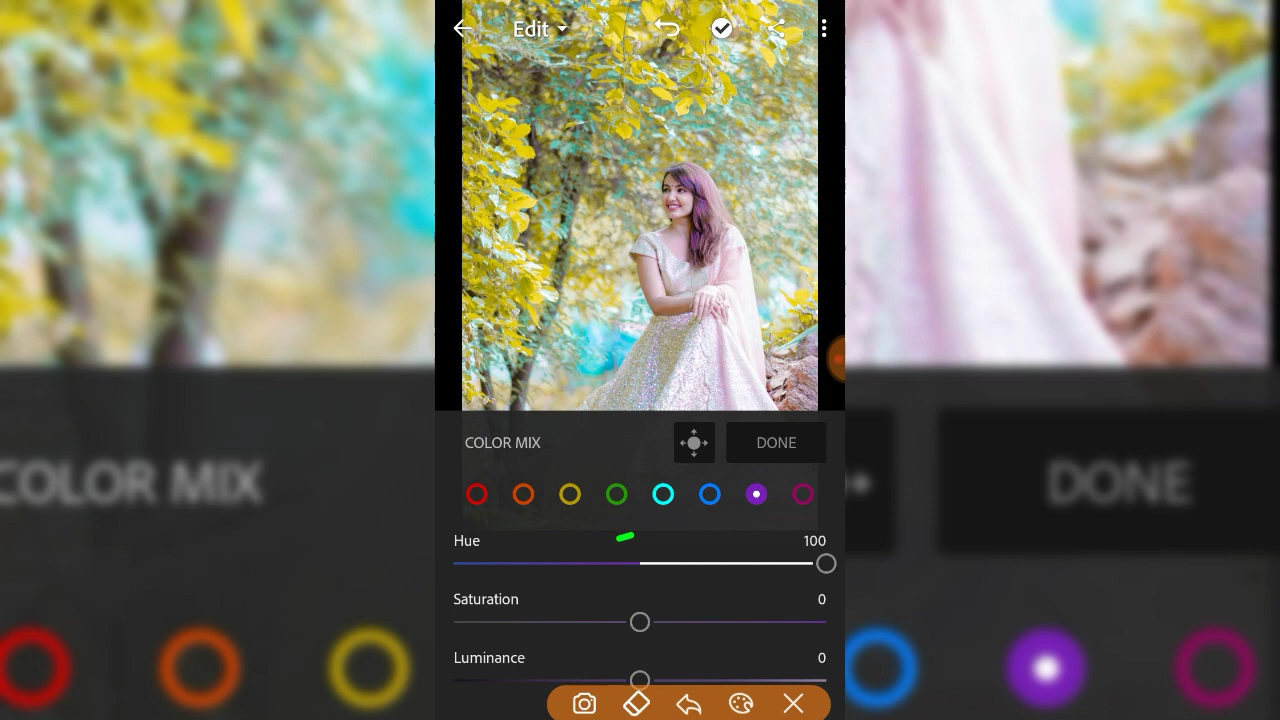 Edit
COLOR MIX
DONE
Hue 100
Saturation 0
Luminance 0
COLOR MIX
DONE